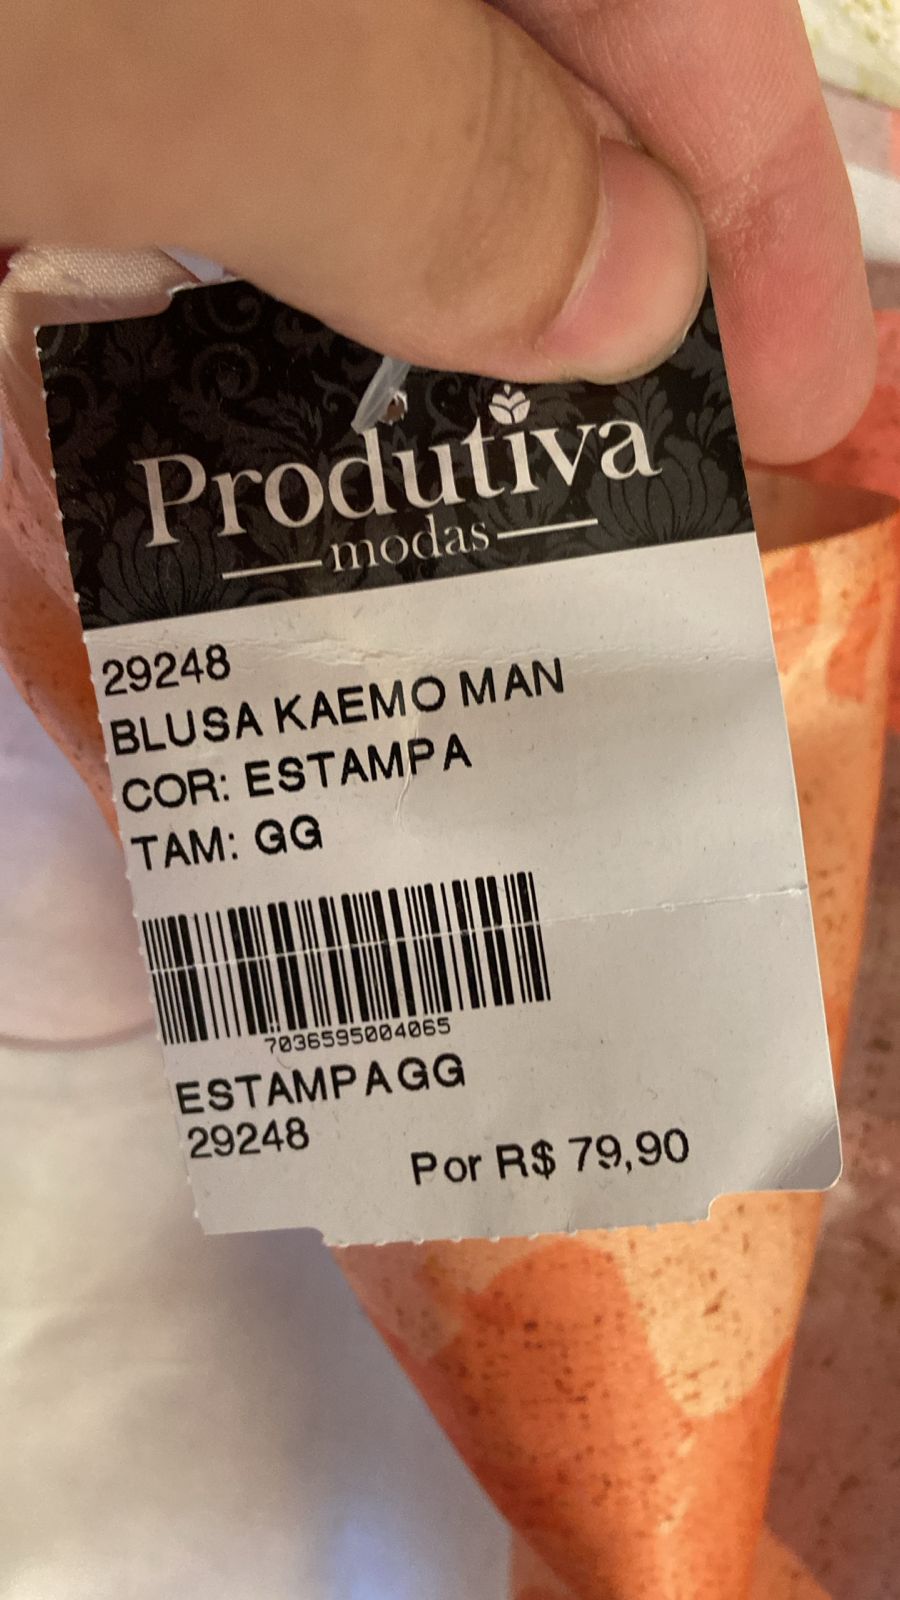 Produtiva
modas
29248
BLUSA KAEMO MAN
COR: ESTAMPA
TAM: GG
7036595004065
ESTAMPAGG
29248
Por R$ 79,90